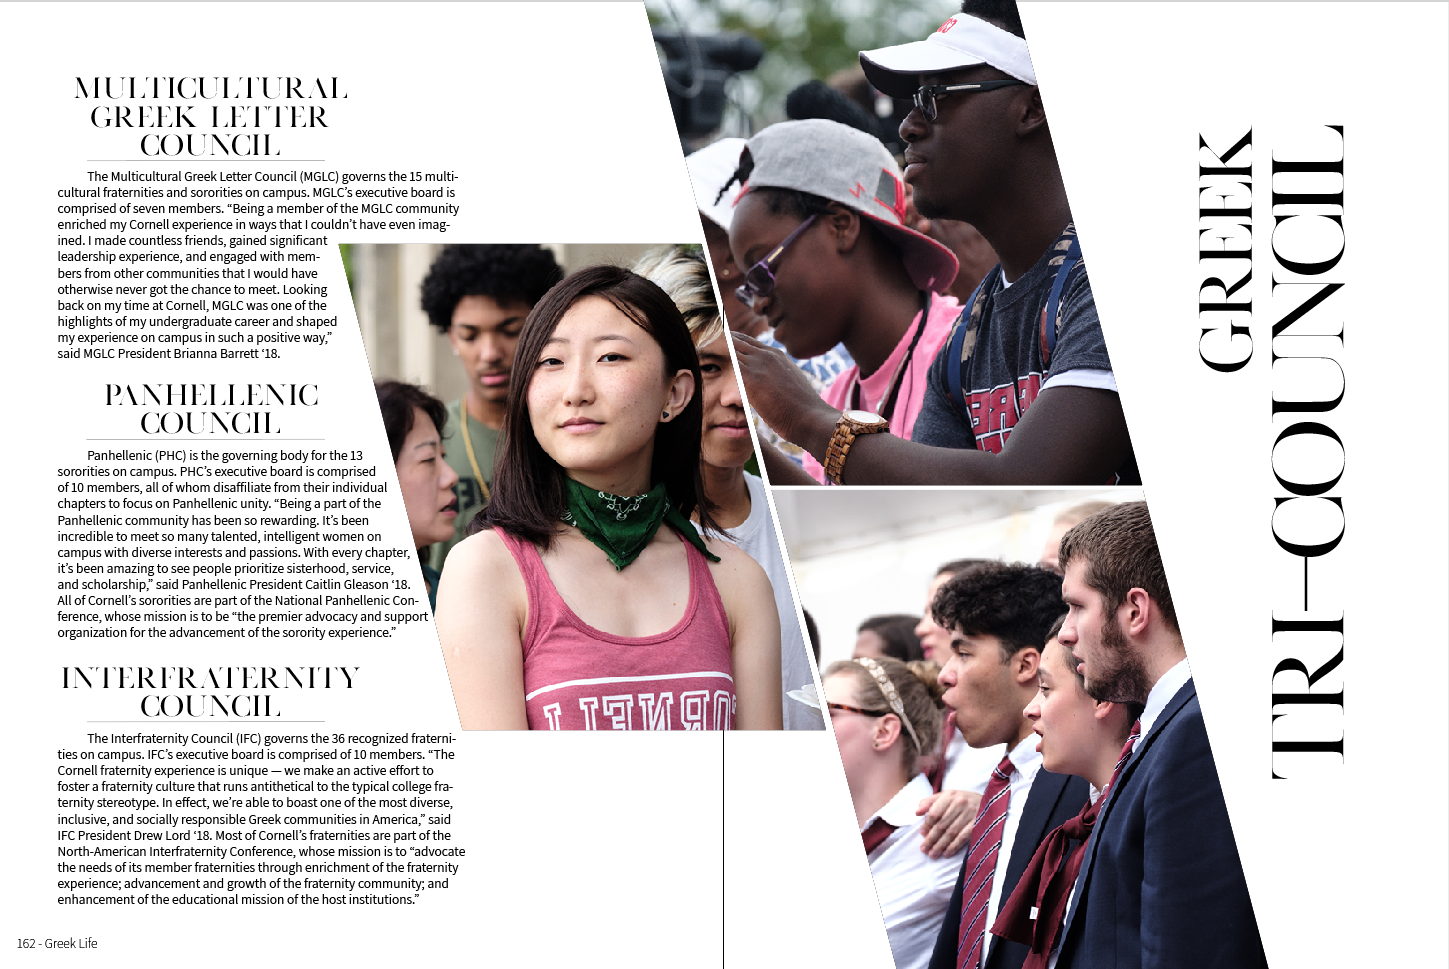 MULTICULTURAL
GREEK LETTER
COUNCIL
The Multicultural Greek Letter Council (MGLC) governs the 15 multi-
cultural fraternities and sororities on campus. MGLC’s executive board is
comprised of seven members. “Being a member of the MGLC community
enriched my Cornell experience in ways that I couldn’t have even imag-
ined. I made countless friends, gained significant
leadership experience, and engaged with mem-
bers from other communities that I would have
otherwise never got the chance to meet. Looking
back on my time at Cornell, MGLC was one of the
highlights of my undergraduate career and shaped
my experience on campus in such a positive way,”
said MGLC President Brianna Barrett ‘18.
PANHELLENIC
COUNCIL
Panhellenic (PHC) is the governing body for the 13
sororities on campus. PHC’s executive board is comprised
of 10 members, all of whom disaffiliate from their individual
chapters to focus on Panhellenic unity. “Being a part of the
Panhellenic community has been so rewarding. It’s been
incredible to meet so many talented, intelligent women on
campus with diverse interests and passions. With every chapter,
it’s been amazing to see people prioritize sisterhood, service,
and scholarship,” said Panhellenic President Caitlin Gleason ‘18.
All of Cornell’s sororities are part of the National Panhellenic Con-
ference, whose mission is to be “the premier advocacy and support
organization for the advancement of the sorority experience.”
INTERFRATERNITY
COUNCIL
The Interfraternity Council (IFC) governs the 36 recognized fraterni-
ties on campus. IFC’s executive board is comprised of 10 members. “The
Cornell fraternity experience is unique — we make an active effort to
foster a fraternity culture that runs antithetical to the typical college fra-
ternity stereotype. In effect, we’re able to boast one of the most diverse,
inclusive, and socially responsible Greek communities in America,” said
IFC President Drew Lord ‘18. Most of Cornell’s fraternities are part of the
North-American Interfraternity Conference, whose mission is to “advocate
the needs of its member fraternities through enrichment of the fraternity
experience; advancement and growth of the fraternity community; and
enhancement of the educational mission of the host institutions.”
162 - Greek Life
GREEK
TRI—COUNCIL